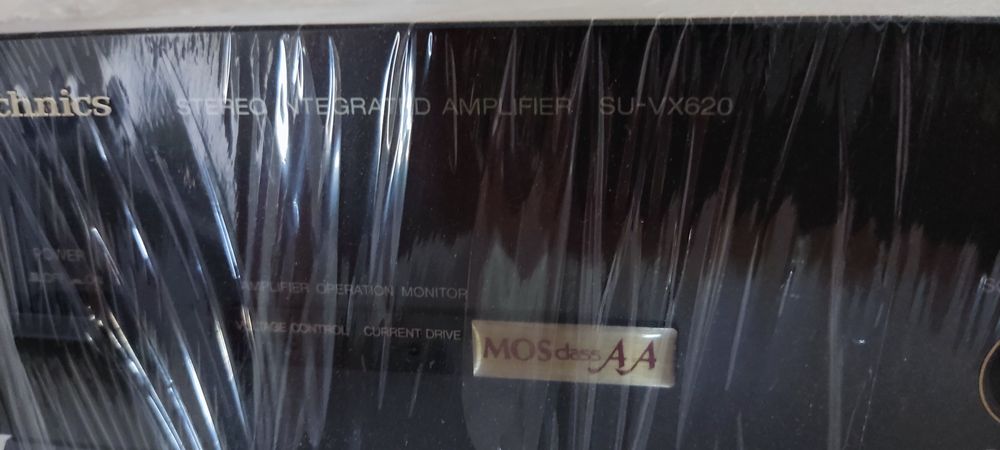 chnics
STEREO INTEGRATED AMPLIFIER SU-VX620
POWER
AMPLIFIER OPERATION MONITOR
VOLTAGE CONTROL CURRENT DRIVE
MOS class AA